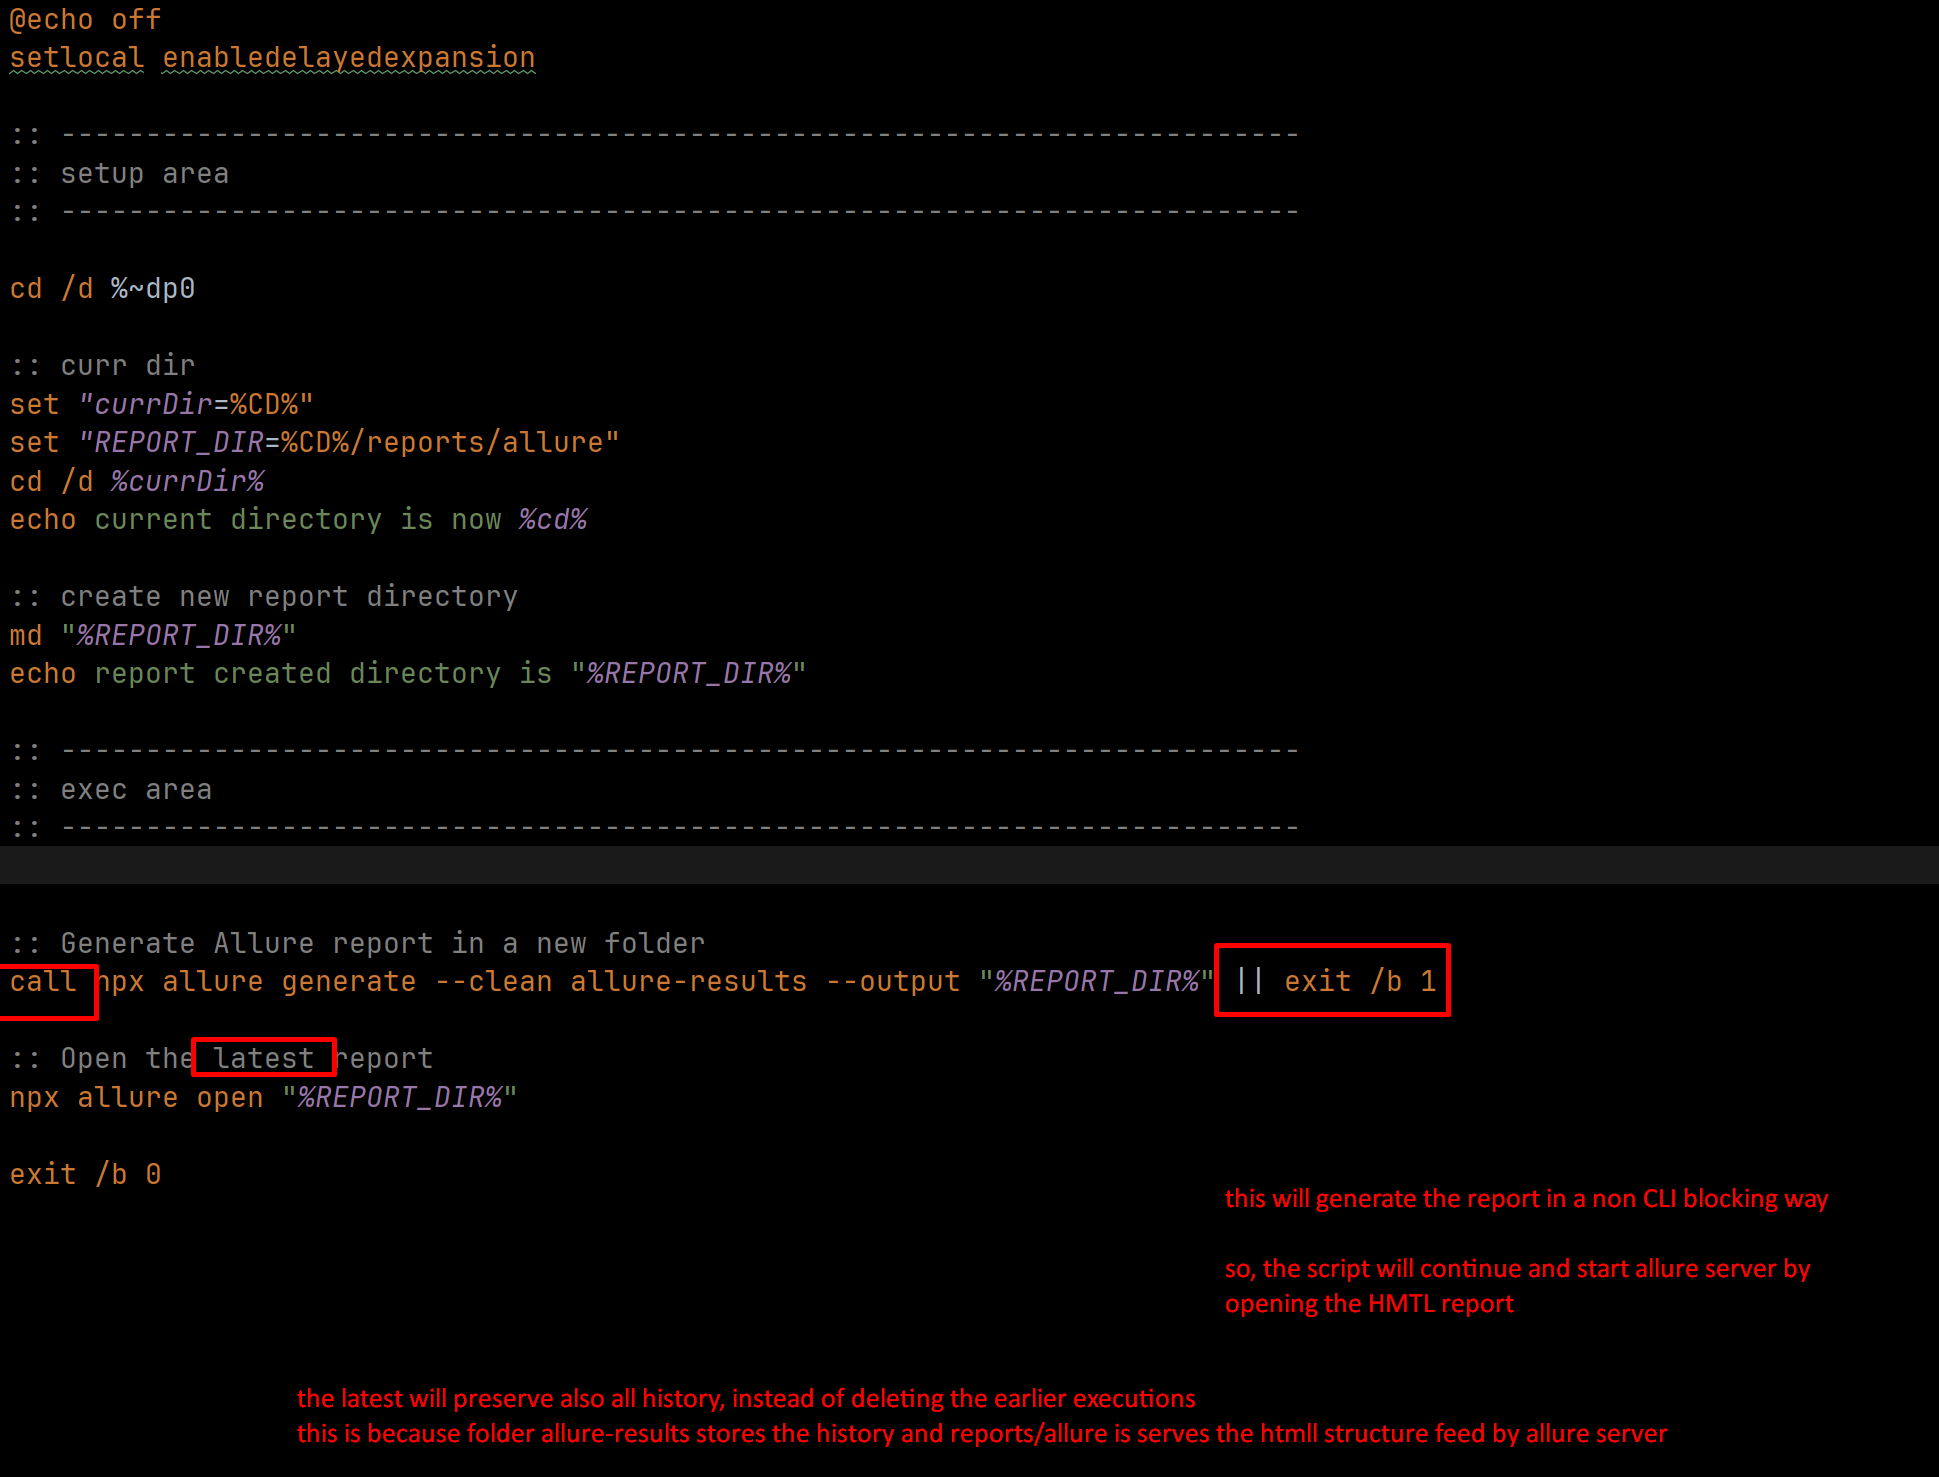 @echo off
setlocal enabledelayedexpansion
:: -------------------------------------------------------------------------
:: setup area
:: -------------------------------------------------------------------------
cd /d %~dp0
:: curr dir
set "currDir=%CD%"
set "REPORT_DIR=%CD%/reports/allure"
cd /d %currDir%
echo current directory is now %cd%
:: create new report directory
md "%REPORT_DIR%"
echo report created directory is "%REPORT_DIR%"
:: -------------------------------------------------------------------------
:: exec area
:: -------------------------------------------------------------------------
:: Generate Allure report in a new folder
call npx allure generate --clean allure-results --output "%REPORT_DIR%" || exit /b 1
:: Open the latest report
npx allure open "%REPORT_DIR%"
exit /b 0
this will generate the report in a non CLI blocking way
so, the script will continue and start allure server by
opening the HMTL report
the latest will preserve also all history, instead of deleting the earlier executions
this is because folder allure-results stores the history and reports/allure is serves the htmll structure feed by allure server